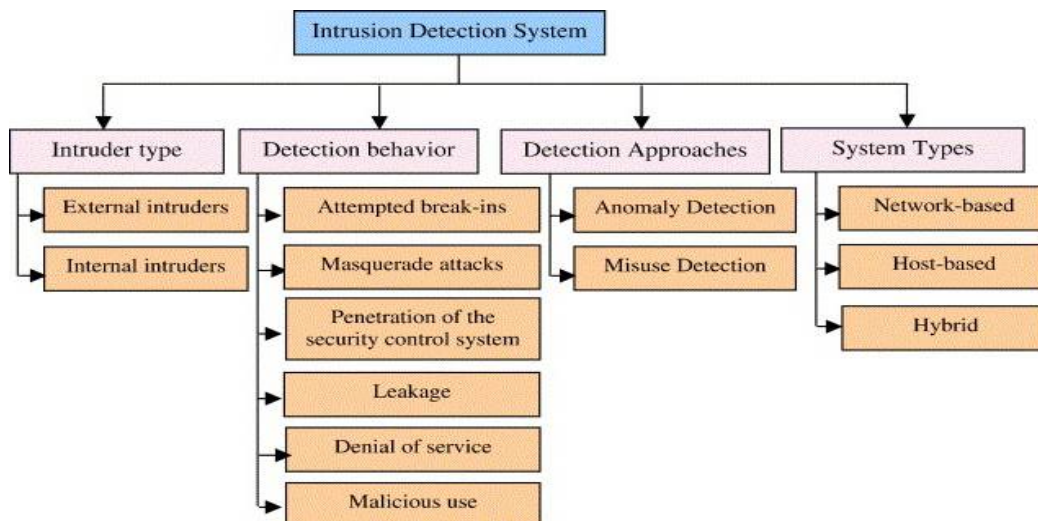 Intrusion Detection System
Intruder type
External intruders
Internal intruders
Detection behavior
Attempted break-ins
Masquerade attacks
Penetration of the
security control system
Leakage
Denial of service
Malicious use
Detection Approaches
Anomaly Detection
Misuse Detection
System Types
Network-based
Host-based
Hybrid